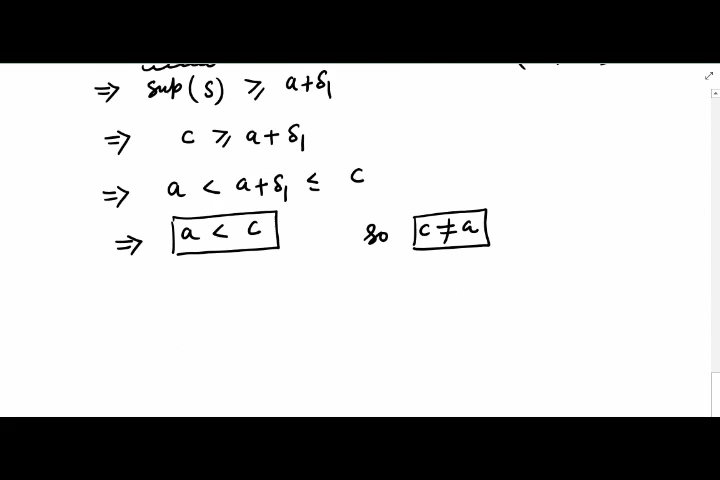 ⇒ sup(s) ⩾ a+δ₁
⇒ c ⩾ a+δ₁
⇒ a < a+δ₁ ≤ c
⇒ a < c so c≠a